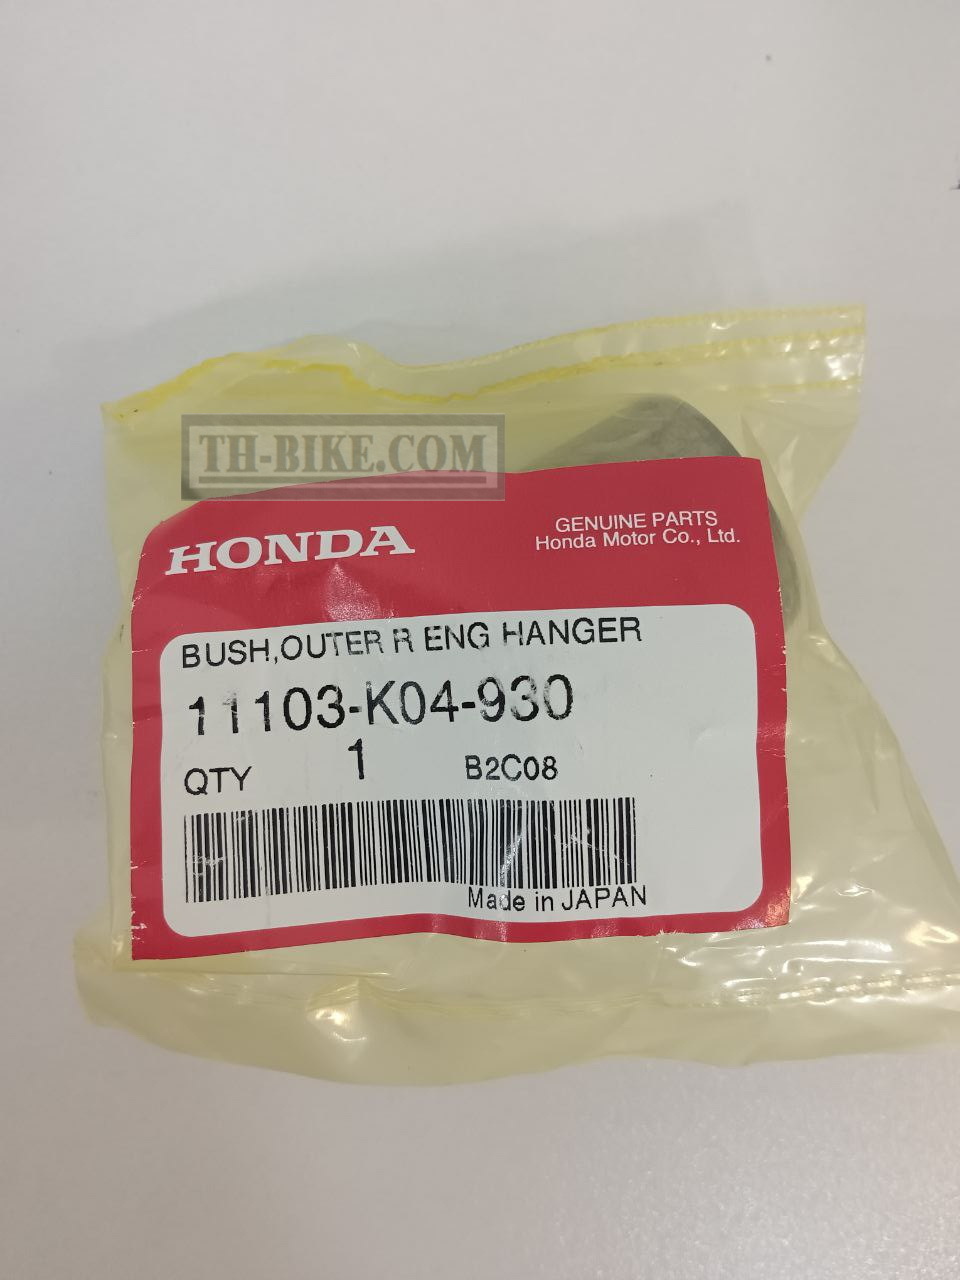 TH-BIKE.COM
HONDA
GENUINE PARTS
Honda Motor Co., Ltd.
BUSH,OUTER R ENG HANGER
11103-K04-930
QTY 1 B2C08
Made in JAPAN